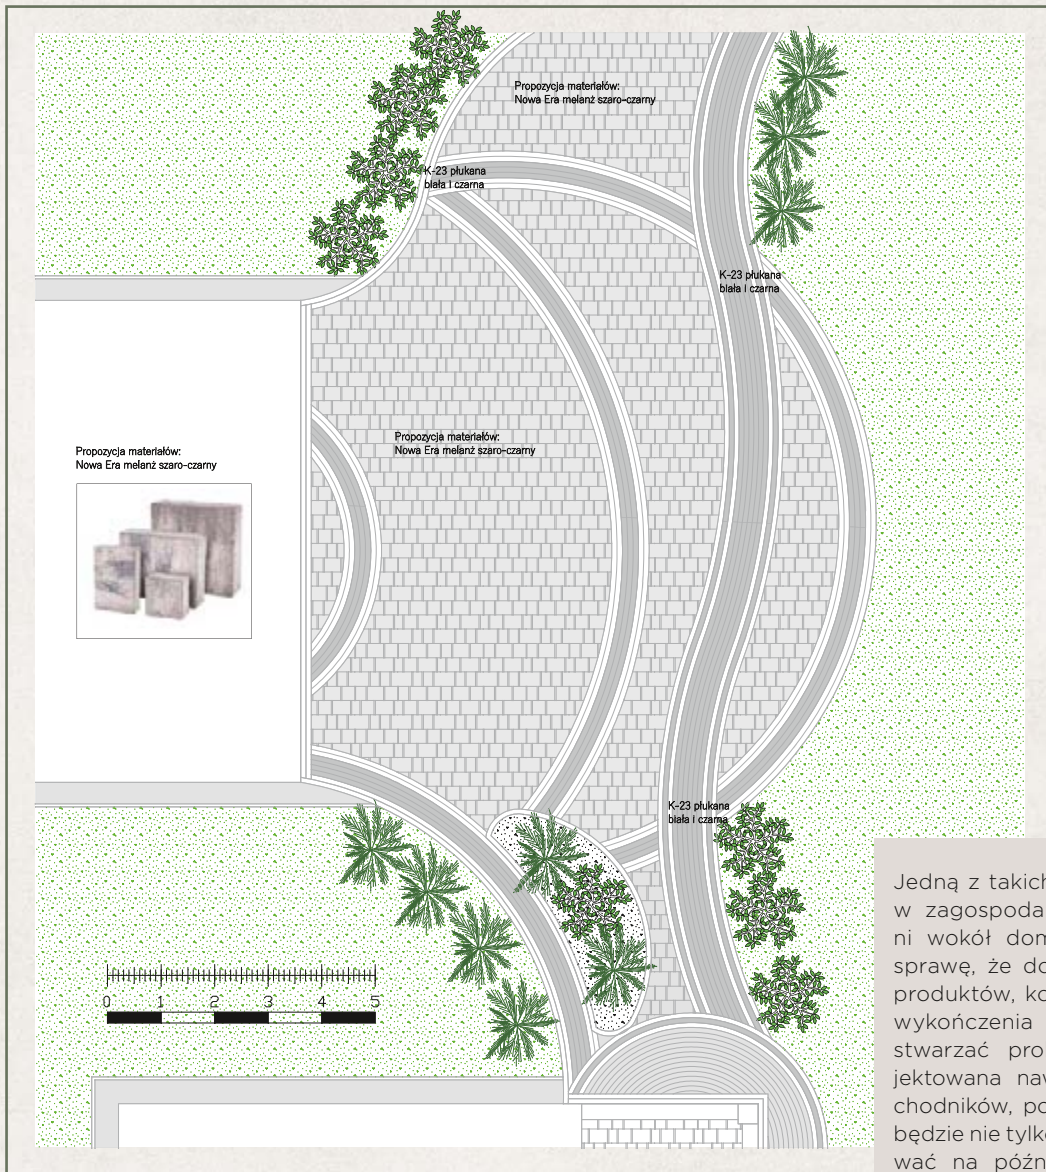 Propozycja materiałów:
Nowa Era melanż szaro-czarny
K-23 płukana
biała i czarna
K-23 płukana
biała i czarna
Propozycja materiałów:
Nowa Era melanż szaro-czarny
Propozycja materiałów:
Nowa Era melanż szaro-czarny
K-23 płukana
biała i czarna
0 1 2 3 4 5
Jedną z takich
w zagospoda
ni wokół dom
sprawę, że do
produktów, ko
wykończenia
stwarzać pro
jektowana naw
chodników, po
będzie nie tylko
wać na późn